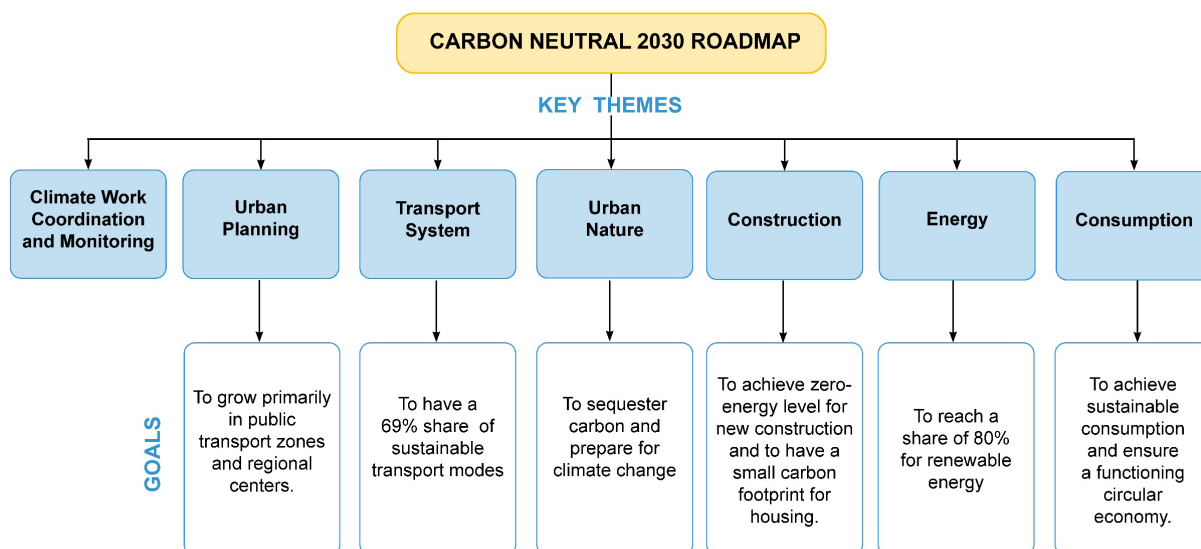 CARBON NEUTRAL 2030 ROADMAP
KEY THEMES
Climate Work
Coordination
and Monitoring
Urban
Planning
Transport
System
Urban
Nature
Construction
Energy
Consumption
GOALS
To grow primarily
in public
transport zones
and regional
centers.
To have a
69% share of
sustainable
transport modes
To sequester
carbon and
prepare for
climate change
To achieve zero-
energy level for
new construction
and to have a
small carbon
footprint for
housing.
To reach a
share of 80%
for renewable
energy
To achieve
sustainable
consumption
and ensure
a functioning
circular
economy.